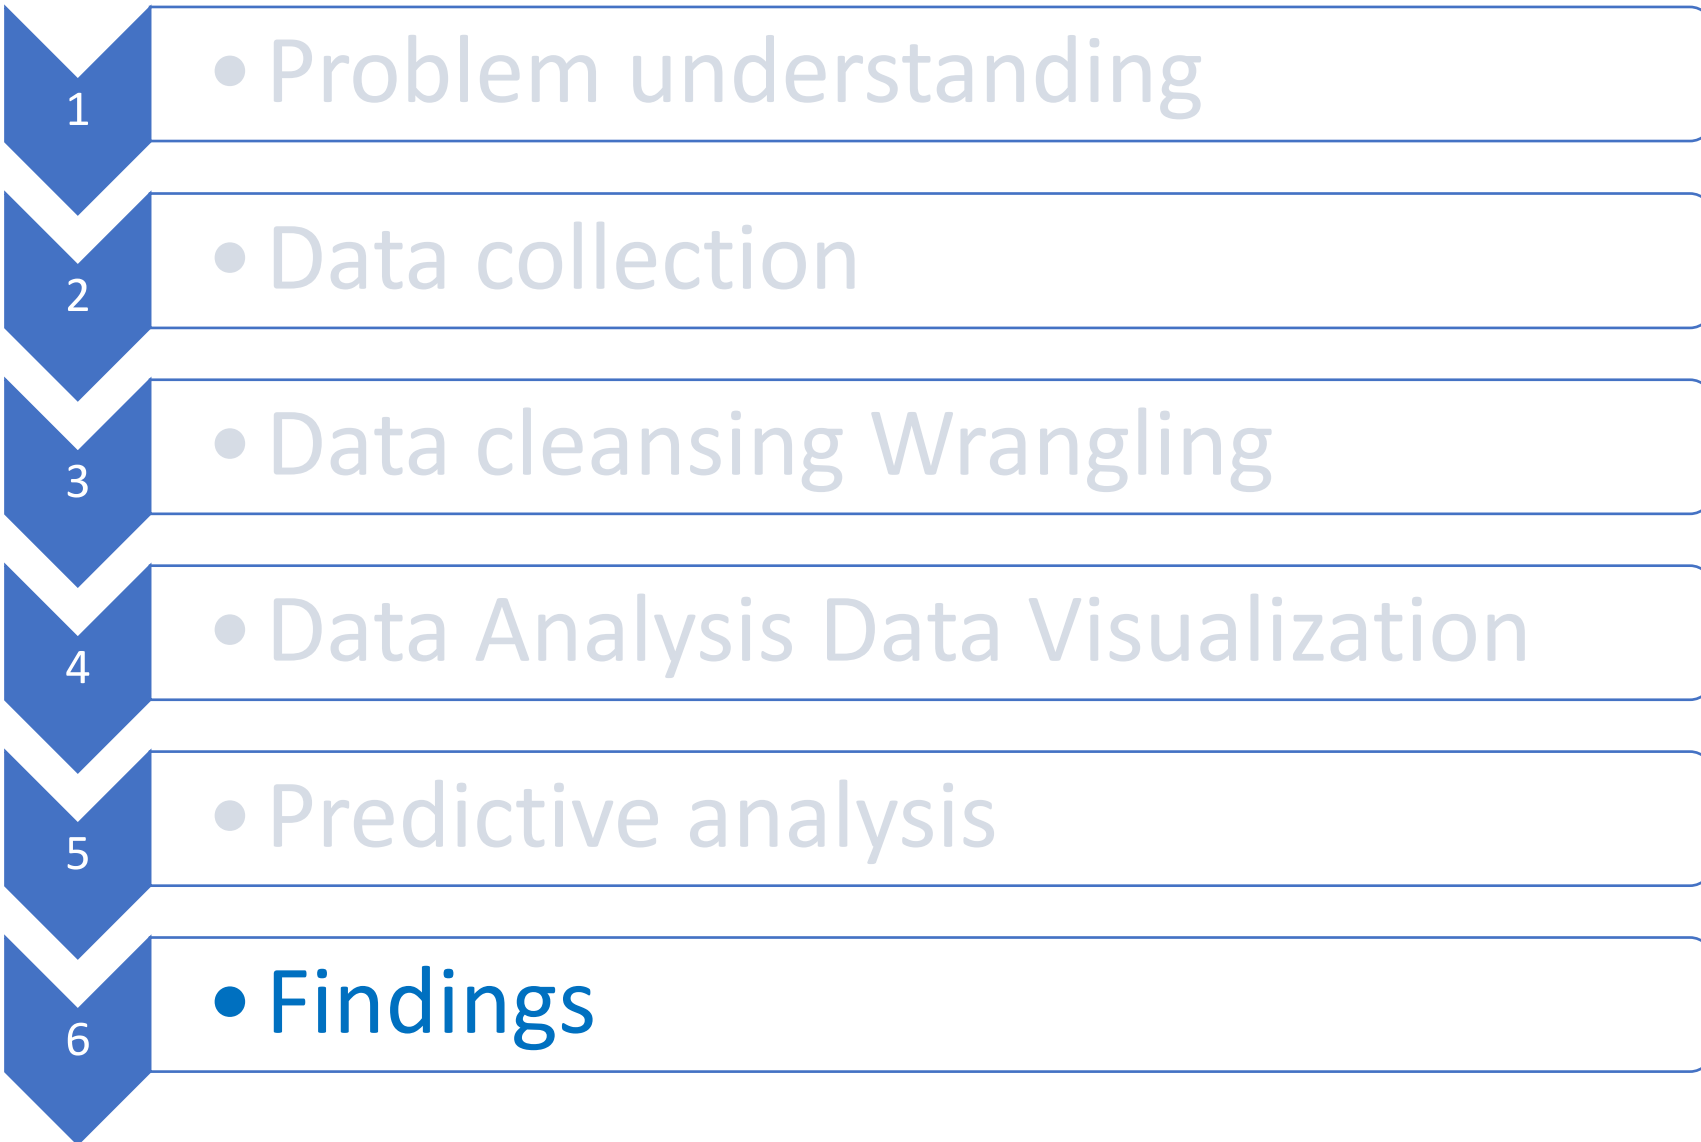 1
• Problem understanding
2
• Data collection
3
• Data cleansing Wrangling
4
• Data Analysis Data Visualization
5
• Predictive analysis
6
• Findings